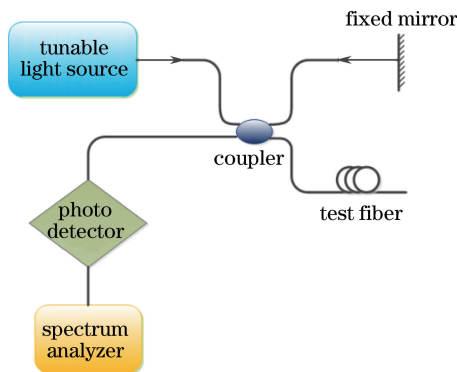 tunable
light source
fixed mirror
coupler
test fiber
photo
detector
spectrum
analyzer